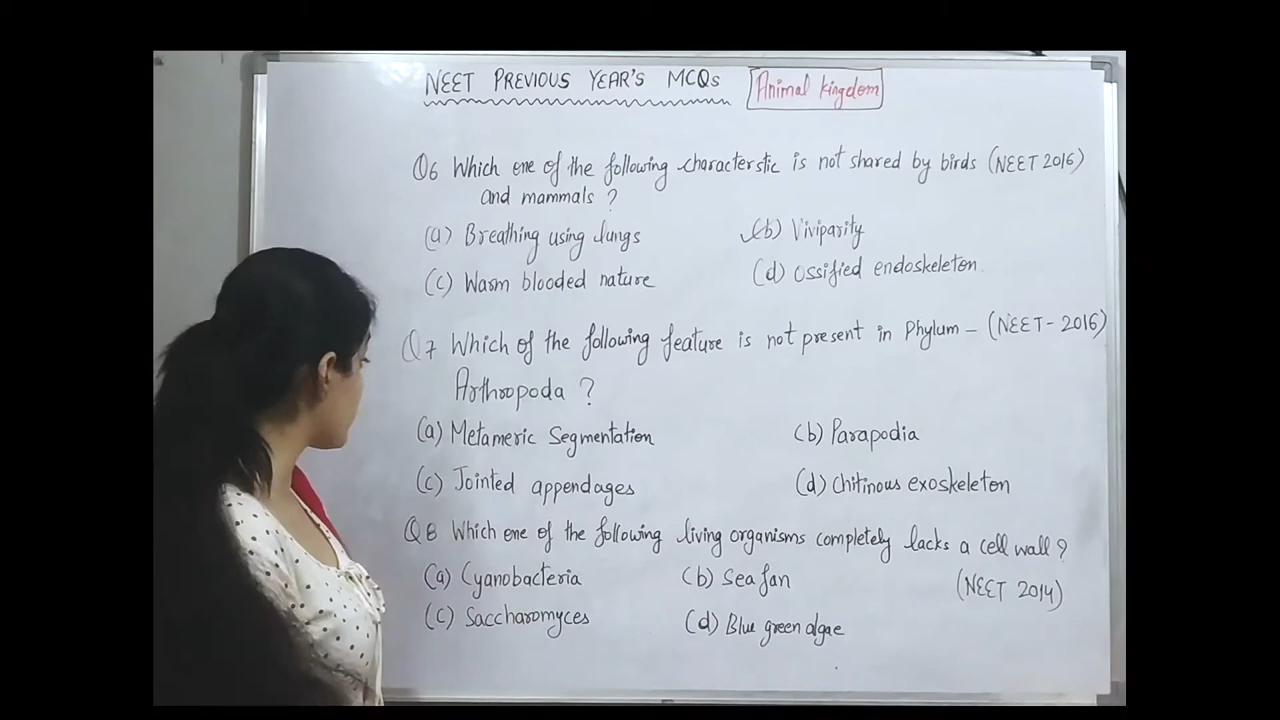 NEET PREVIOUS YEAR'S MCQs Animal kingdom
Q6 Which one of the following characterstic is not shared by birds (NEET 2016)
and mammals ?
(a) Breathing using lungs (b) Viviparity
(c) Warm blooded nature (d) Ossified endoskeleton.
Q7 Which of the following feature is not present in Phylum - (NEET - 2016)
Arthropoda ?
(a) Metameric Segmentation (b) Parapodia
(c) Jointed appendages (d) Chitinous exoskeleton
Q8 Which one of the following living organisms completely lacks a cell wall ?
(a) Cyanobacteria (b) Sea fan (NEET 2014)
(c) Saccharomyces (d) Blue green algae